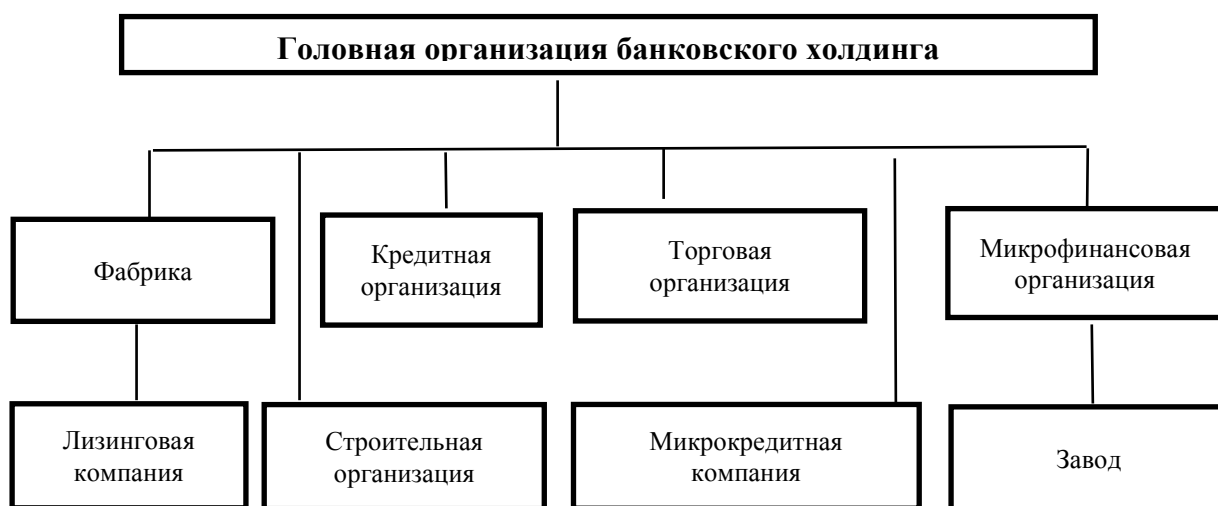 Головная организация банковского холдинга
Фабрика
Кредитная
организация
Торговая
организация
Микрофинансовая
организация
Лизинговая
компания
Строительная
организация
Микрокредитная
компания
Завод